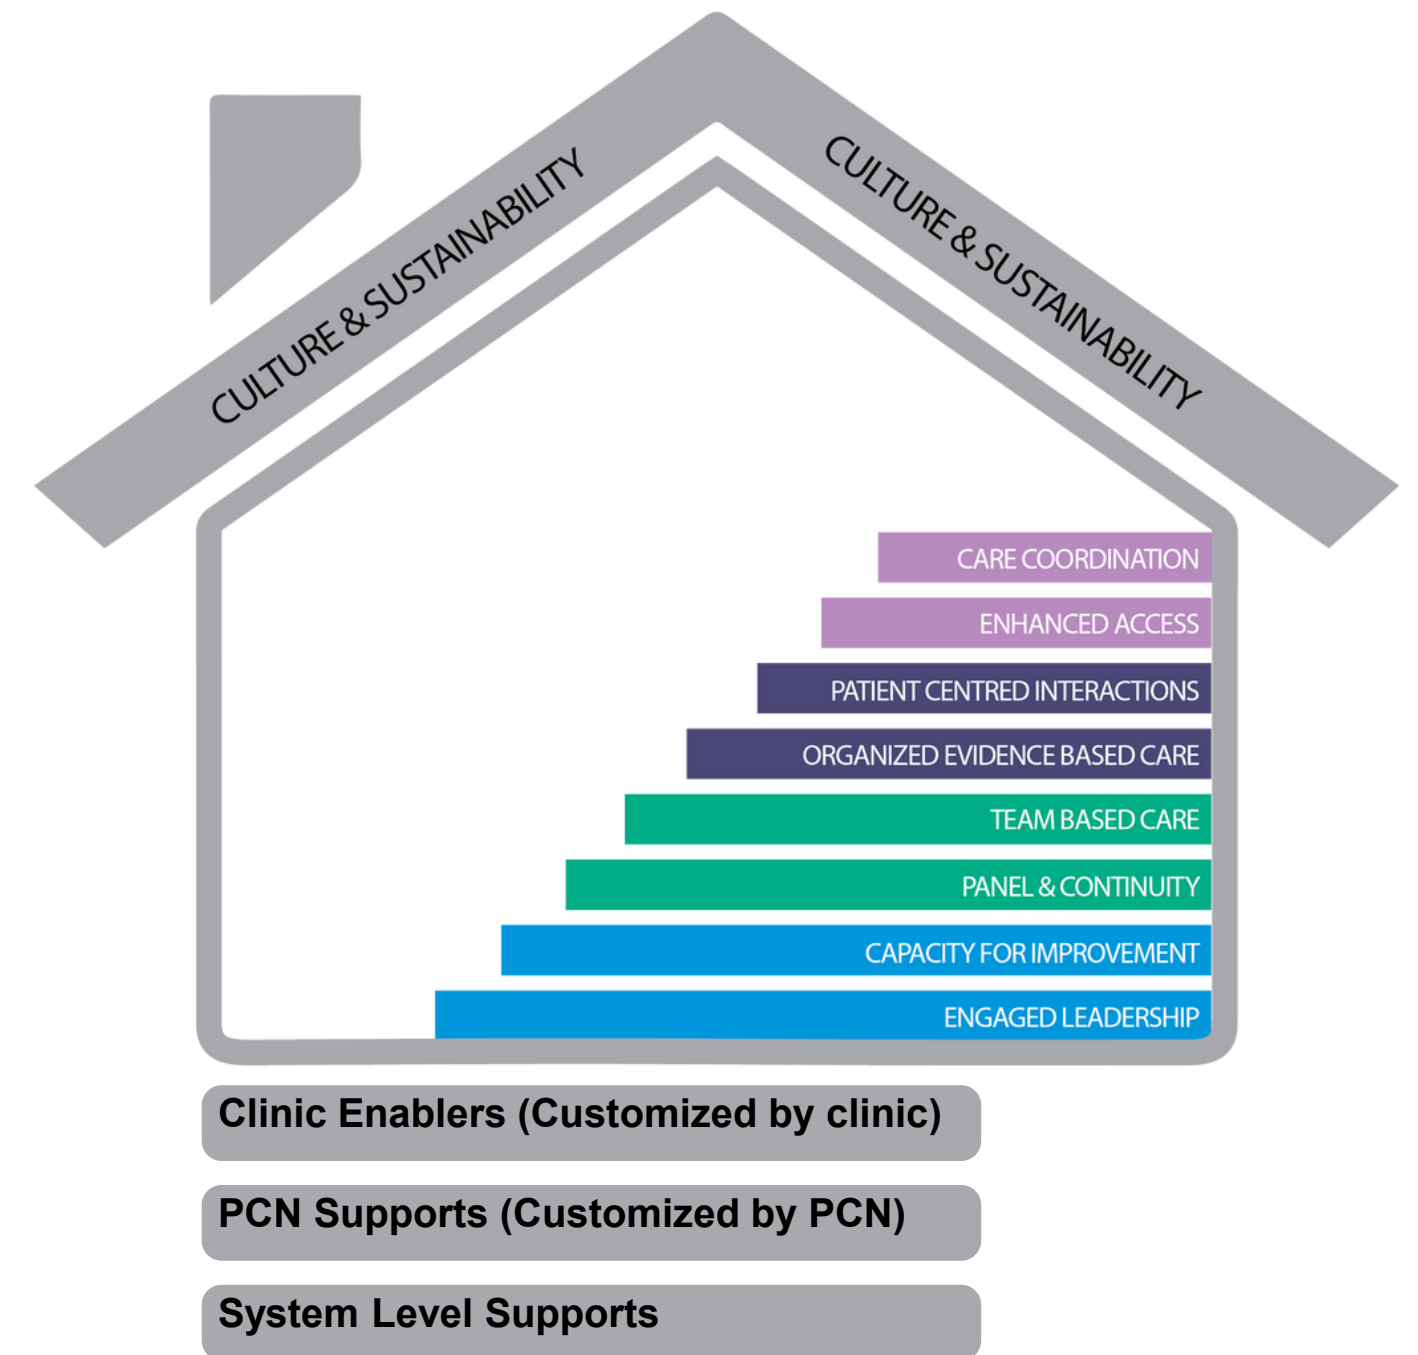 CULTURE & SUSTAINABILITY
CULTURE & SUSTAINABILITY
CARE COORDINATION
ENHANCED ACCESS
PATIENT CENTRED INTERACTIONS
ORGANIZED EVIDENCE BASED CARE
TEAM BASED CARE
PANEL & CONTINUITY
CAPACITY FOR IMPROVEMENT
ENGAGED LEADERSHIP
Clinic Enablers (Customized by clinic)
PCN Supports (Customized by PCN)
System Level Supports